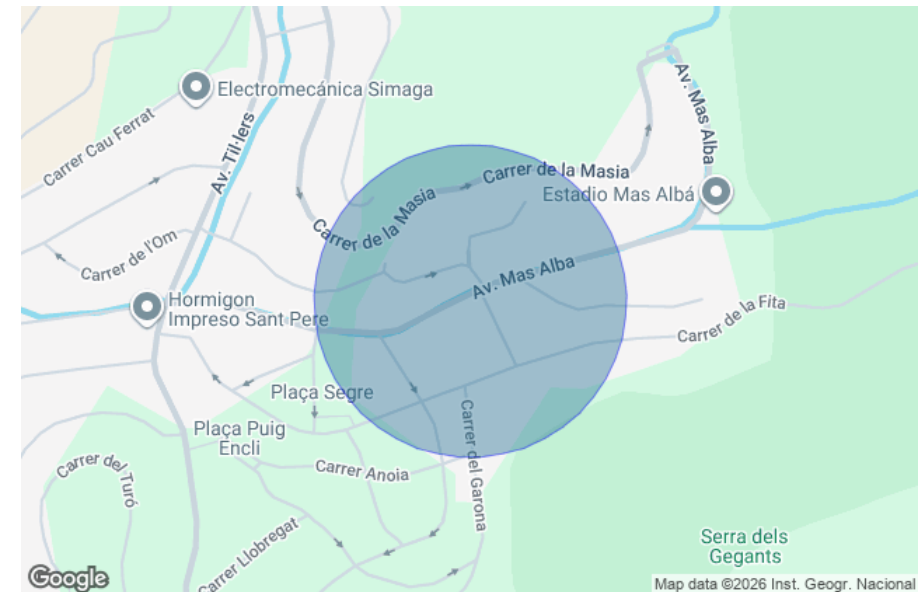 Electromecánica Simaga
Av. Mas Alba
Carrer Cau Ferrat
Av. Til·lers
Carrer de la Masia
Estadio Mas Albá
Carrer de la Masia
Carrer de l'Om
Av. Mas Alba
Hormigon
Impreso Sant Pere
Carrer de la Fita
Plaça Segre
Plaça Puig
Encli
Carrer del Garona
Carrer del
Turó
Carrer Anoia
Carrer Llobregat
Serra dels
Gegants
Google
Map data ©2026 Inst. Geogr. Nacional